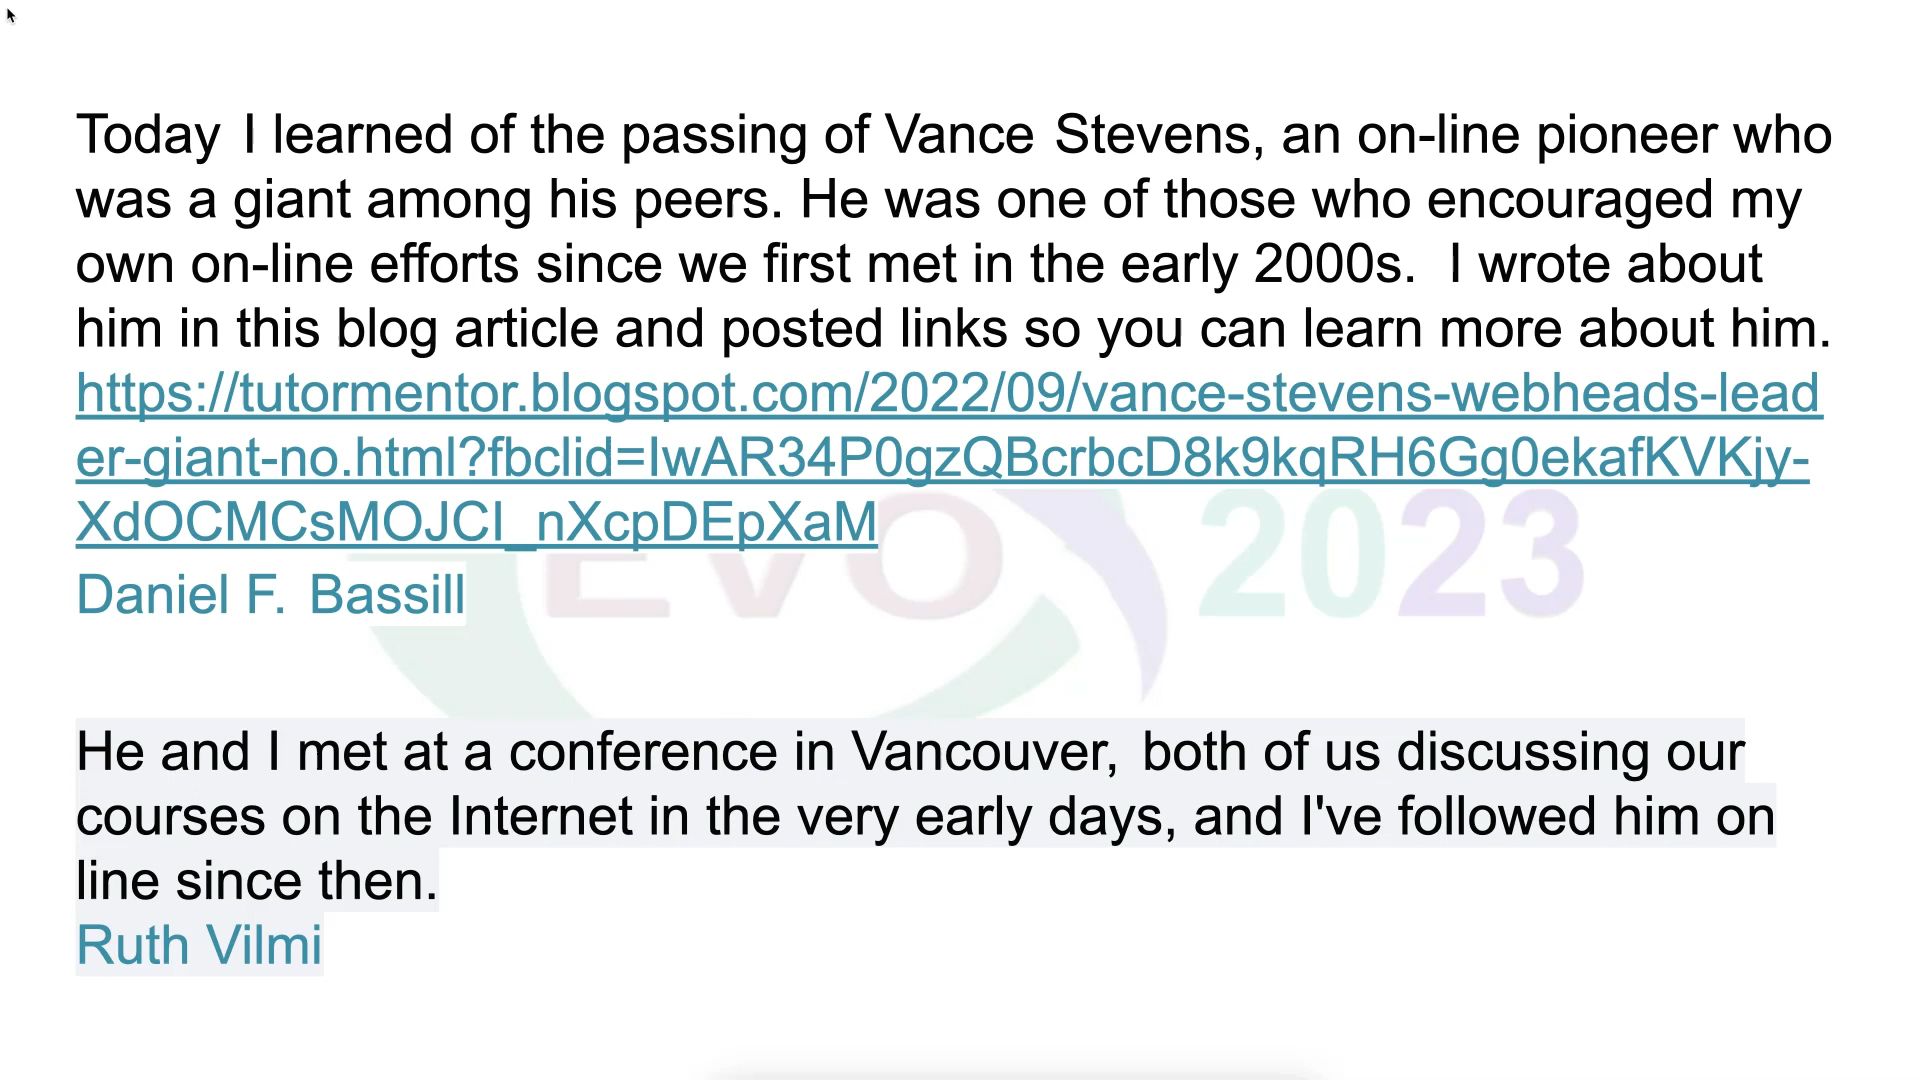 Today I learned of the passing of Vance Stevens, an on-line pioneer who
was a giant among his peers. He was one of those who encouraged my
own on-line efforts since we first met in the early 2000s.  I wrote about
him in this blog article and posted links so you can learn more about him.
https://tutormentor.blogspot.com/2022/09/vance-stevens-webheads-lead
er-giant-no.html?fbclid=IwAR34P0gzQBcrbcD8k9kqRH6Gg0ekafKVKjy-
XdOCMCsMOJCI_nXcpDEpXaM
EVO 2023
Daniel F. Bassill
He and I met at a conference in Vancouver, both of us discussing our
courses on the Internet in the very early days, and I've followed him on
line since then.
Ruth Vilmi